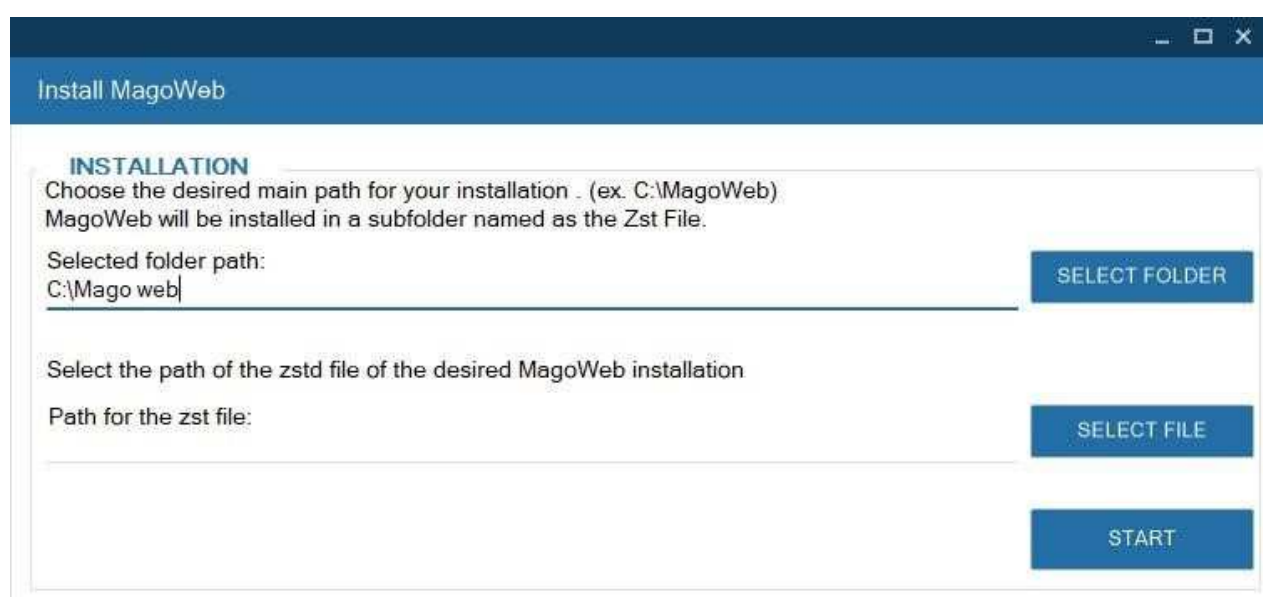 Install MagoWeb
INSTALLATION
Choose the desired main path for your installation . (ex. C:\MagoWeb)
MagoWeb will be installed in a subfolder named as the Zst File.
Selected folder path:
C:\Mago web
SELECT FOLDER
Select the path of the zstd file of the desired MagoWeb installation
Path for the zst file:
SELECT FILE
START